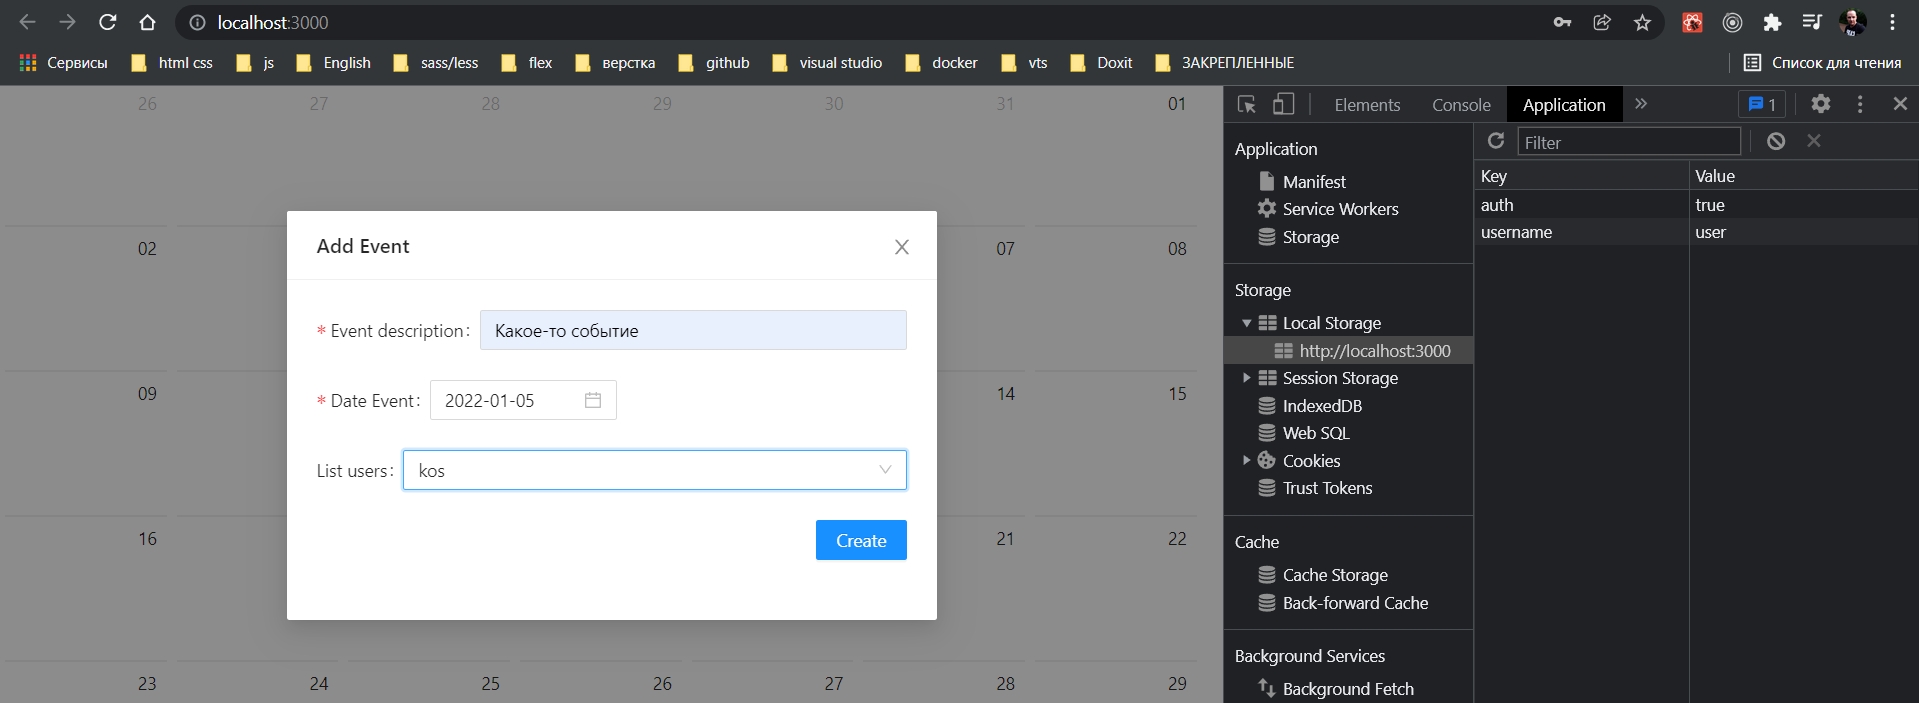 localhost:3000
Сервисы html css js English sass/less flex верстка github visual studio docker vts Doxit ЗАКРЕПЛЕННЫЕ Список для чтения
26 27 28 29 30 31 01
02 07 08
09 14 15
16 21 22
23 24 25 26 27 28 29
Add Event
* Event description: Какое-то событие
* Date Event: 2022-01-05
List users: kos
Create
Elements Console Application » 1
Application
Manifest
Service Workers
Storage
Storage
Local Storage
http://localhost:3000
Session Storage
IndexedDB
Web SQL
Cookies
Trust Tokens
Cache
Cache Storage
Back-forward Cache
Background Services
Background Fetch
Filter
Key Value
auth true
username user